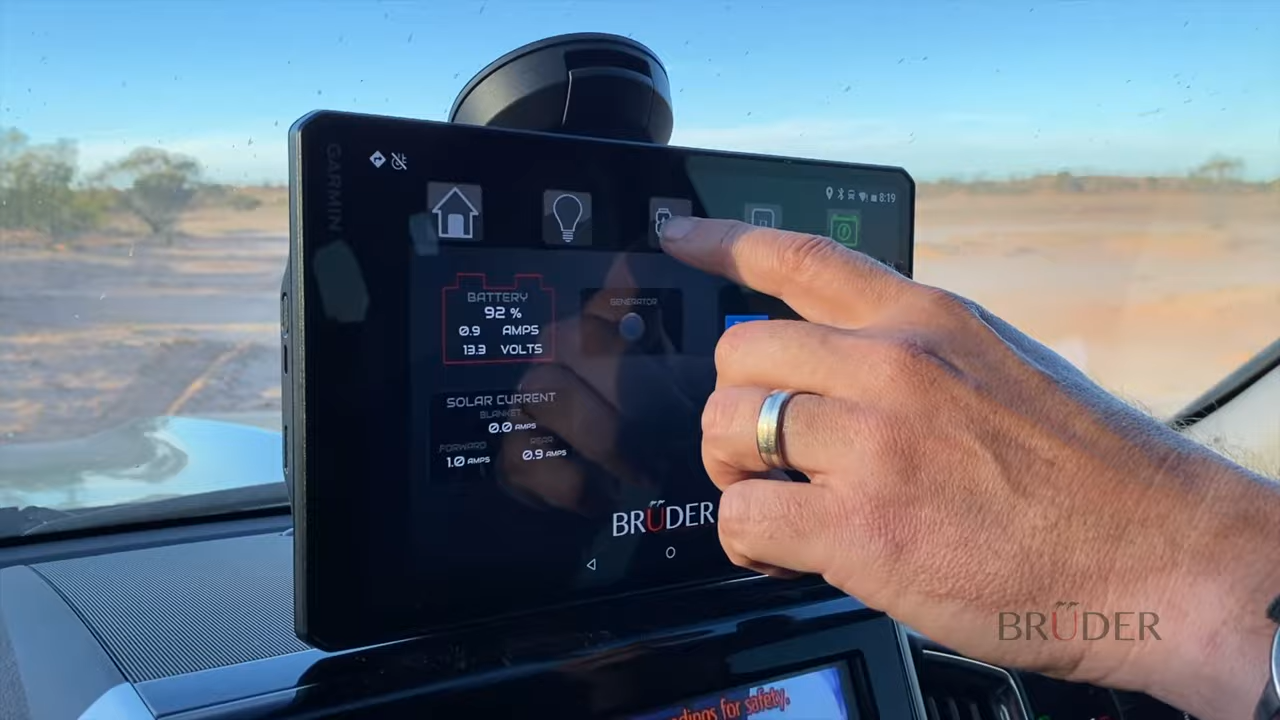 GARMIN
8:19
BATTERY
92 %
0.9 AMPS
13.3 VOLTS
GENERATOR
SOLAR CURRENT
BLANKET
0.0 AMPS
FORWARD REAR
1.0 AMPS 0.9 AMPS
BRÜDER
dings for safety.
BRÜDER